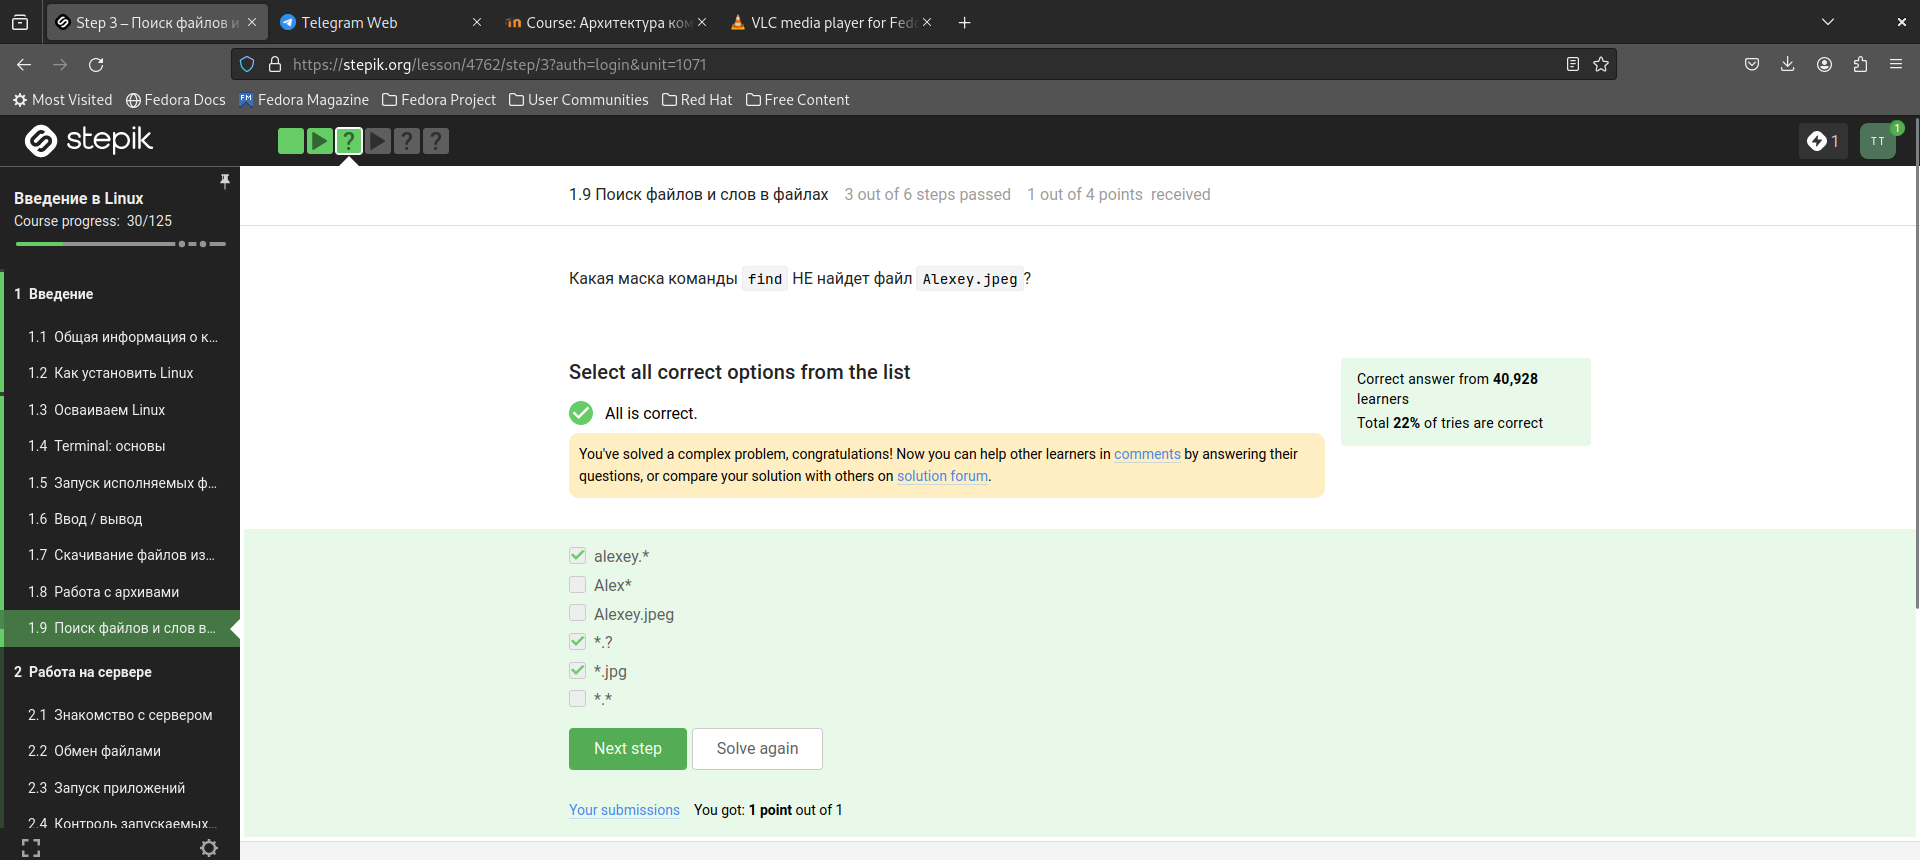 Step 3 – Поиск файлов и
Telegram Web
Course: Архитектура ком
VLC media player for Fedo
https://stepik.org/lesson/4762/step/3?auth=login&unit=1071
Most Visited
Fedora Docs
Fedora Magazine
Fedora Project
User Communities
Red Hat
Free Content
stepik
?
?
?
1
TT
1
Введение в Linux
Course progress: 30/125
1 Введение
1.1 Общая информация о к...
1.2 Как установить Linux
1.3 Осваиваем Linux
1.4 Terminal: основы
1.5 Запуск исполняемых ф...
1.6 Ввод / вывод
1.7 Скачивание файлов из...
1.8 Работа с архивами
1.9 Поиск файлов и слов в...
2 Работа на сервере
2.1 Знакомство с сервером
2.2 Обмен файлами
2.3 Запуск приложений
2.4 Контроль запускаемых...
1.9 Поиск файлов и слов в файлах 3 out of 6 steps passed 1 out of 4 points received
Какая маска команды find НЕ найдет файл Alexey.jpeg?
Select all correct options from the list
All is correct.
You've solved a complex problem, congratulations! Now you can help other learners in comments by answering their
questions, or compare your solution with others on solution forum.
Correct answer from 40,928
learners
Total 22% of tries are correct
alexey.*
Alex*
Alexey.jpeg
*.?
*.jpg
*.*
Next step
Solve again
Your submissions You got: 1 point out of 1